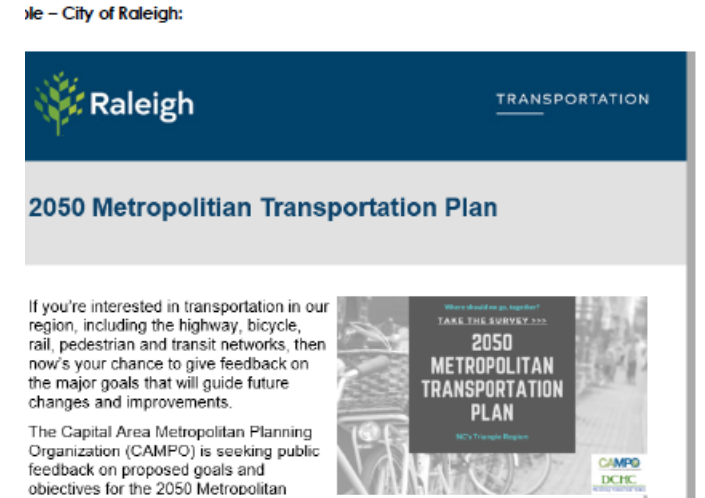 ple – City of Raleigh:
Raleigh
TRANSPORTATION
2050 Metropolitian Transportation Plan
If you're interested in transportation in our
region, including the highway, bicycle,
rail, pedestrian and transit networks, then
now's your chance to give feedback on
the major goals that will guide future
changes and improvements.
The Capital Area Metropolitan Planning
Organization (CAMPO) is seeking public
feedback on proposed goals and
objectives for the 2050 Metropolitan
Where should we go, together?
TAKE THE SURVEY >>>
2050
METROPOLITAN
TRANSPORTATION
PLAN
NC's Triangle Region
CAMPO
DCHC